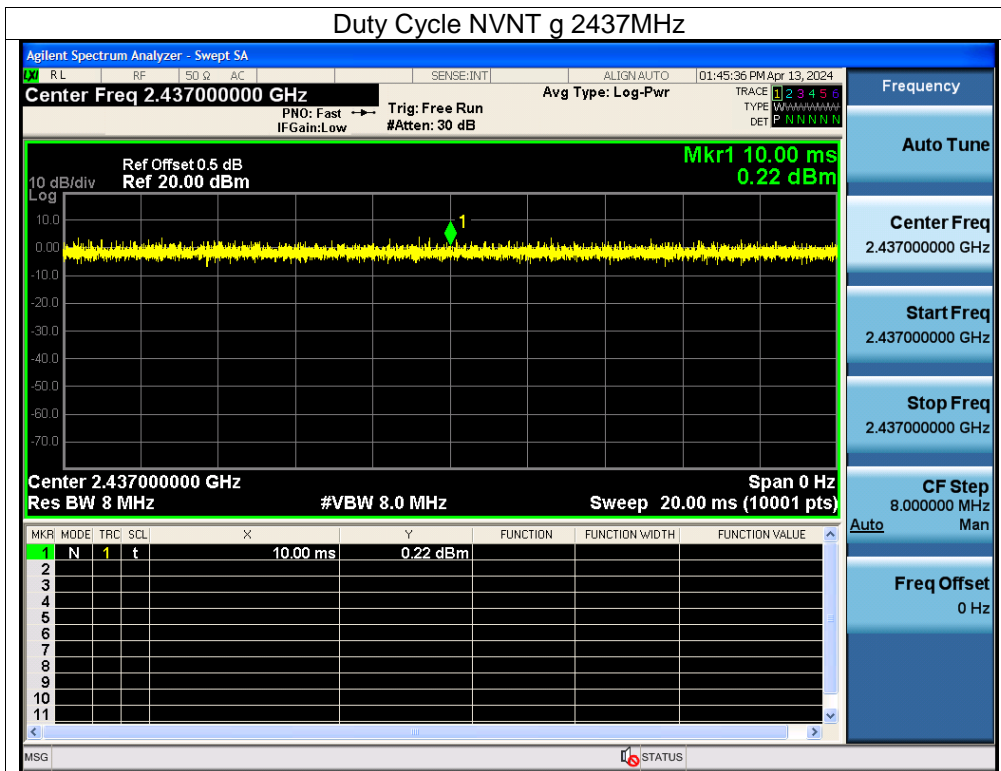 Duty Cycle NVNT g 2437MHz
Agilent Spectrum Analyzer - Swept SA
LXI RL RF 50 Ω AC SENSE:INT ALIGNAUTO 01:45:36 PM Apr 13, 2024
Center Freq 2.437000000 GHz
PNO: Fast
IFGain:Low
Trig: Free Run
#Atten: 30 dB
Avg Type: Log-Pwr
TRACE 1 2 3 4 5 6
TYPE WWWWWW
DET P N N N N N
Ref Offset 0.5 dB
10 dB/div Ref 20.00 dBm
Log
Mkr1 10.00 ms
0.22 dBm
10.0
0.00
-10.0
-20.0
-30.0
-40.0
-50.0
-60.0
-70.0
1
Center 2.437000000 GHz Span 0 Hz
Res BW 8 MHz #VBW 8.0 MHz Sweep 20.00 ms (10001 pts)
MKR MODE TRC SCL X Y FUNCTION FUNCTION WIDTH FUNCTION VALUE
1 N 1 t 10.00 ms 0.22 dBm
2
3
4
5
6
7
8
9
10
11
MSG STATUS
Frequency
Auto Tune
Center Freq
2.437000000 GHz
Start Freq
2.437000000 GHz
Stop Freq
2.437000000 GHz
CF Step
8.000000 MHz
Auto Man
Freq Offset
0 Hz